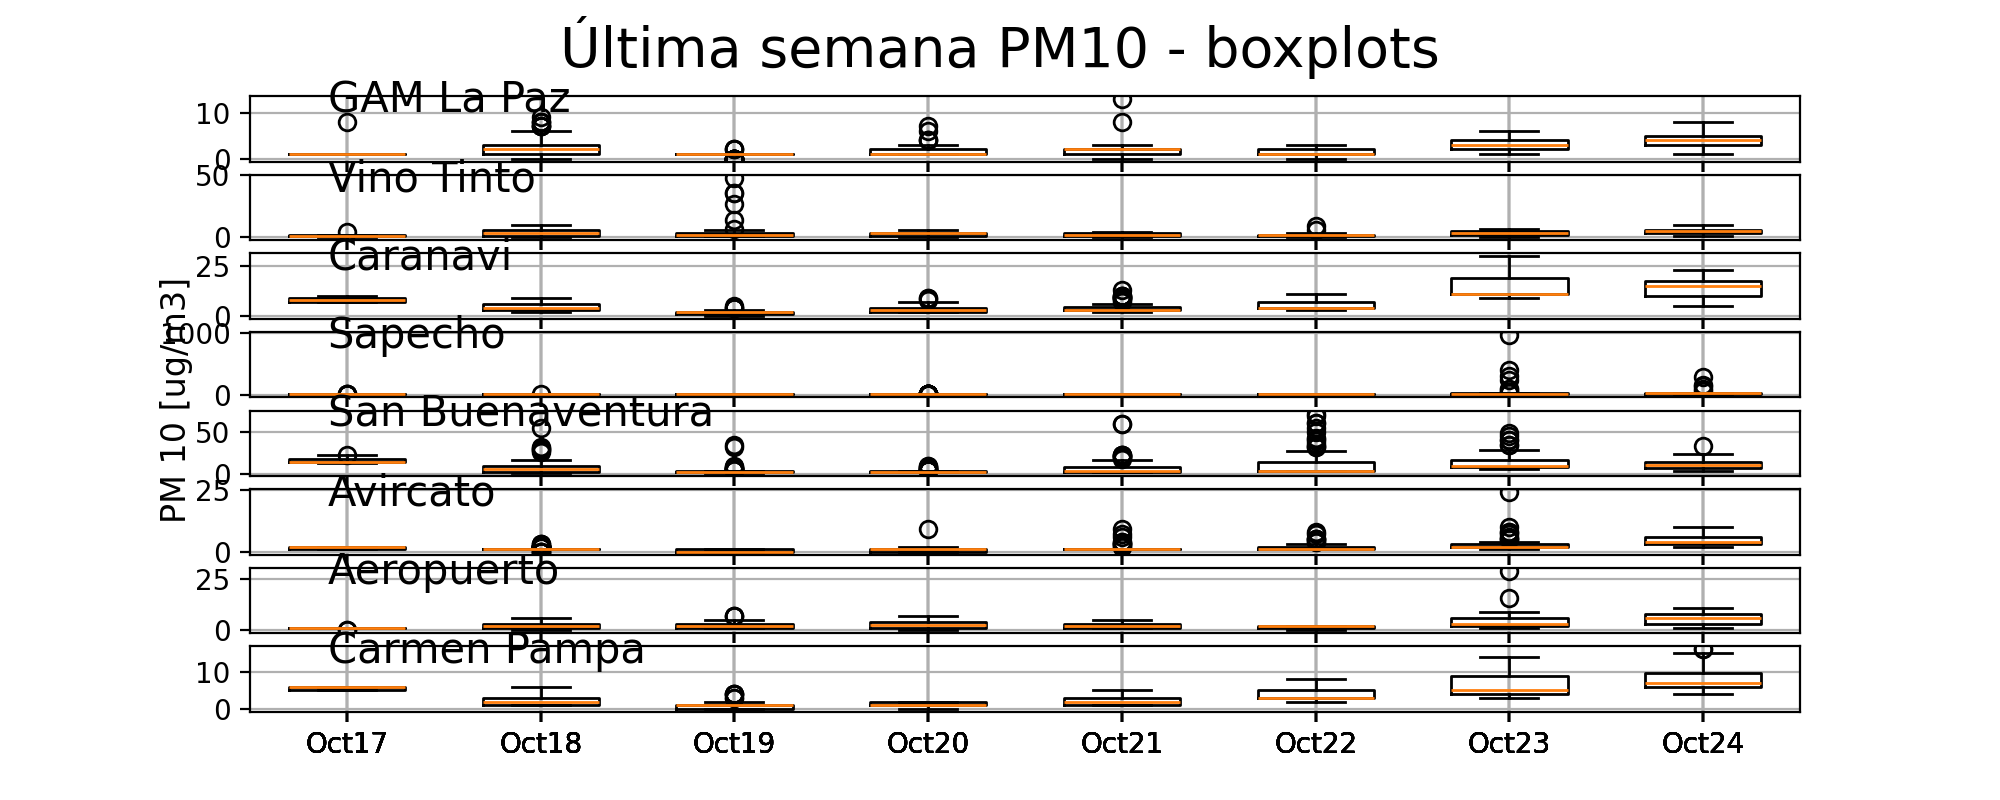 Última semana PM10 - boxplots
GAM La Paz
10
0
Vino Tinto
50
0
Caranavi
25
0
Sapecho
1000
0
San Buenaventura
50
0
Avircato
25
0
Aeropuerto
25
0
Carmen Pampa
10
0
PM 10 [ug/m3]
Oct17 Oct18 Oct19 Oct20 Oct21 Oct22 Oct23 Oct24